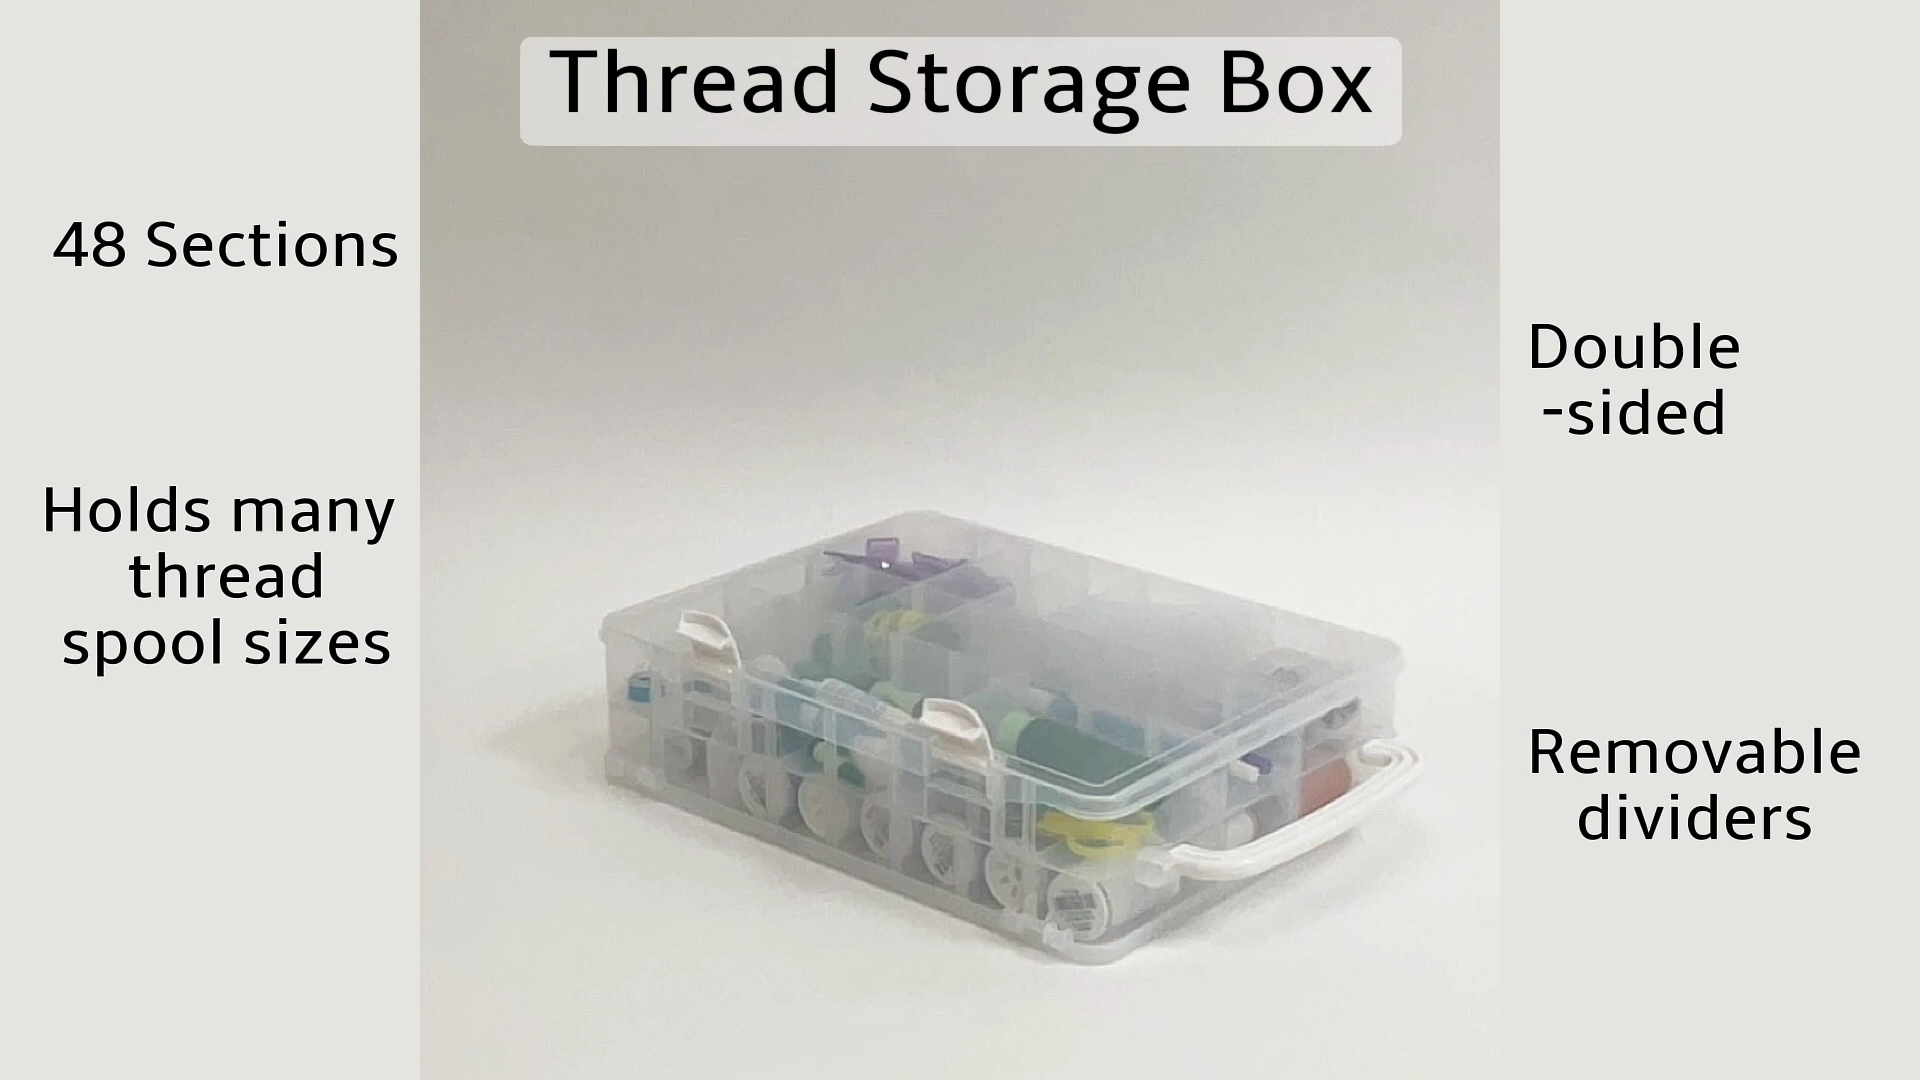 Thread Storage Box
48 Sections
Holds many
thread
spool sizes
Double
-sided
Removable
dividers